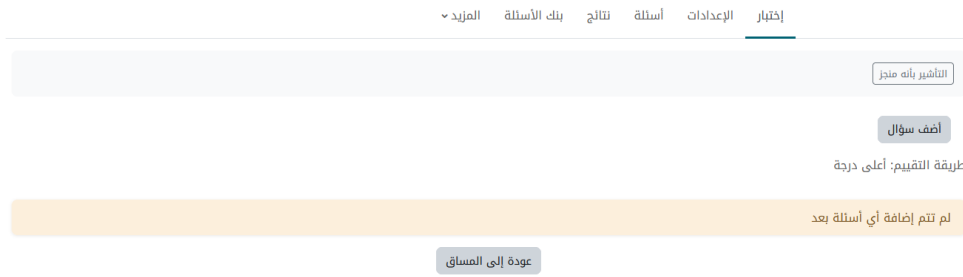 إختبار الإعدادات أسئلة نتائج بنك الأسئلة المزيد
التأشير بأنه منجز
أضف سؤال
طريقة التقييم: أعلى درجة
لم تتم إضافة أي أسئلة بعد
عودة إلى المساق